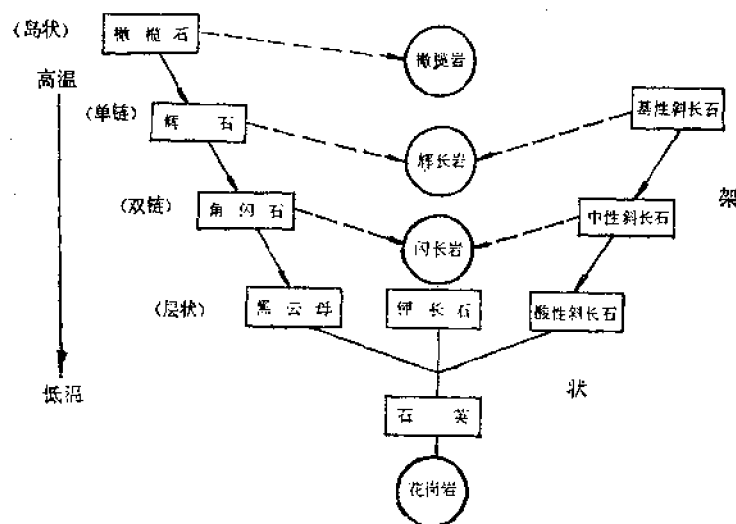 (岛状)
橄榄石
橄榄岩
高温
(单链)
辉石
辉长岩
基性斜长石
架
(双链)
角闪石
闪长岩
中性斜长石
(层状)
黑云母
钾长石
酸性斜长石
状
低温
石英
花岗岩